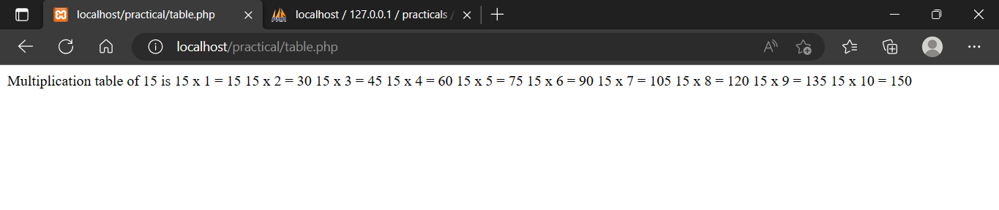 localhost/practical/table.php
localhost / 127.0.0.1 / practicals /
localhost/practical/table.php
Multiplication table of 15 is 15 x 1 = 15 15 x 2 = 30 15 x 3 = 45 15 x 4 = 60 15 x 5 = 75 15 x 6 = 90 15 x 7 = 105 15 x 8 = 120 15 x 9 = 135 15 x 10 = 150